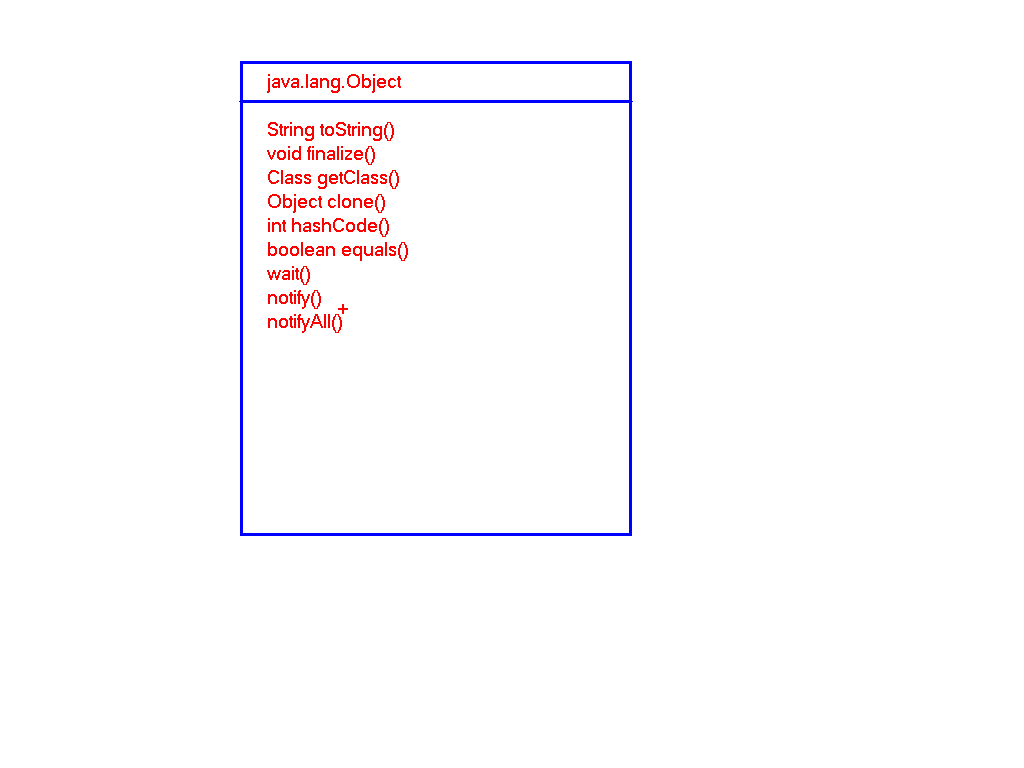 java.lang.Object
String toString()
void finalize()
Class getClass()
Object clone()
int hashCode()
boolean equals()
wait()
notify()
notifyAll()